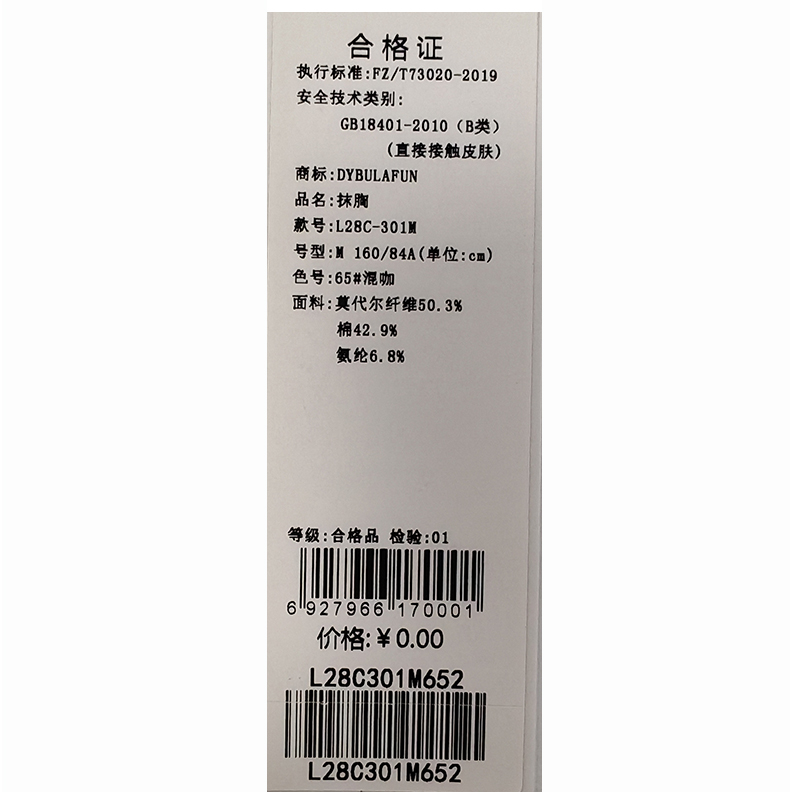 合格证
执行标准:FZ/T73020-2019
安全技术类别:
GB18401-2010（B类）
(直接接触皮肤)
商标:DYBULAFUN
品名:抹胸
款号:L28C-301M
号型:M 160/84A(单位:cm)
色号:65#混咖
面料:莫代尔纤维50.3%
棉42.9%
氨纶6.8%
等级:合格品 检验:01
6 927966 170001
价格:￥0.00
L28C301M652
L28C301M652